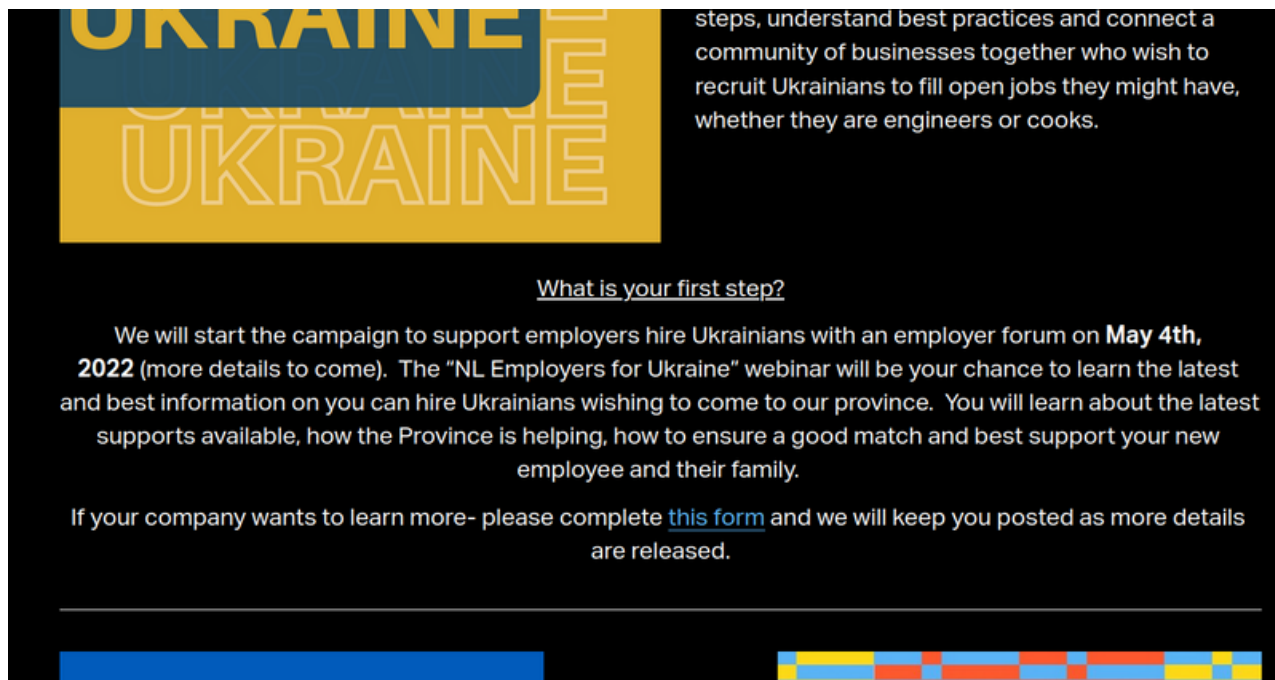 UKRAINE
UKRAINE
UKRAINE
steps, understand best practices and connect a
community of businesses together who wish to
recruit Ukrainians to fill open jobs they might have,
whether they are engineers or cooks.
What is your first step?
We will start the campaign to support employers hire Ukrainians with an employer forum on May 4th,
2022 (more details to come).  The “NL Employers for Ukraine” webinar will be your chance to learn the latest
and best information on you can hire Ukrainians wishing to come to our province.  You will learn about the latest
supports available, how the Province is helping, how to ensure a good match and best support your new
employee and their family.
If your company wants to learn more- please complete this form and we will keep you posted as more details
are released.